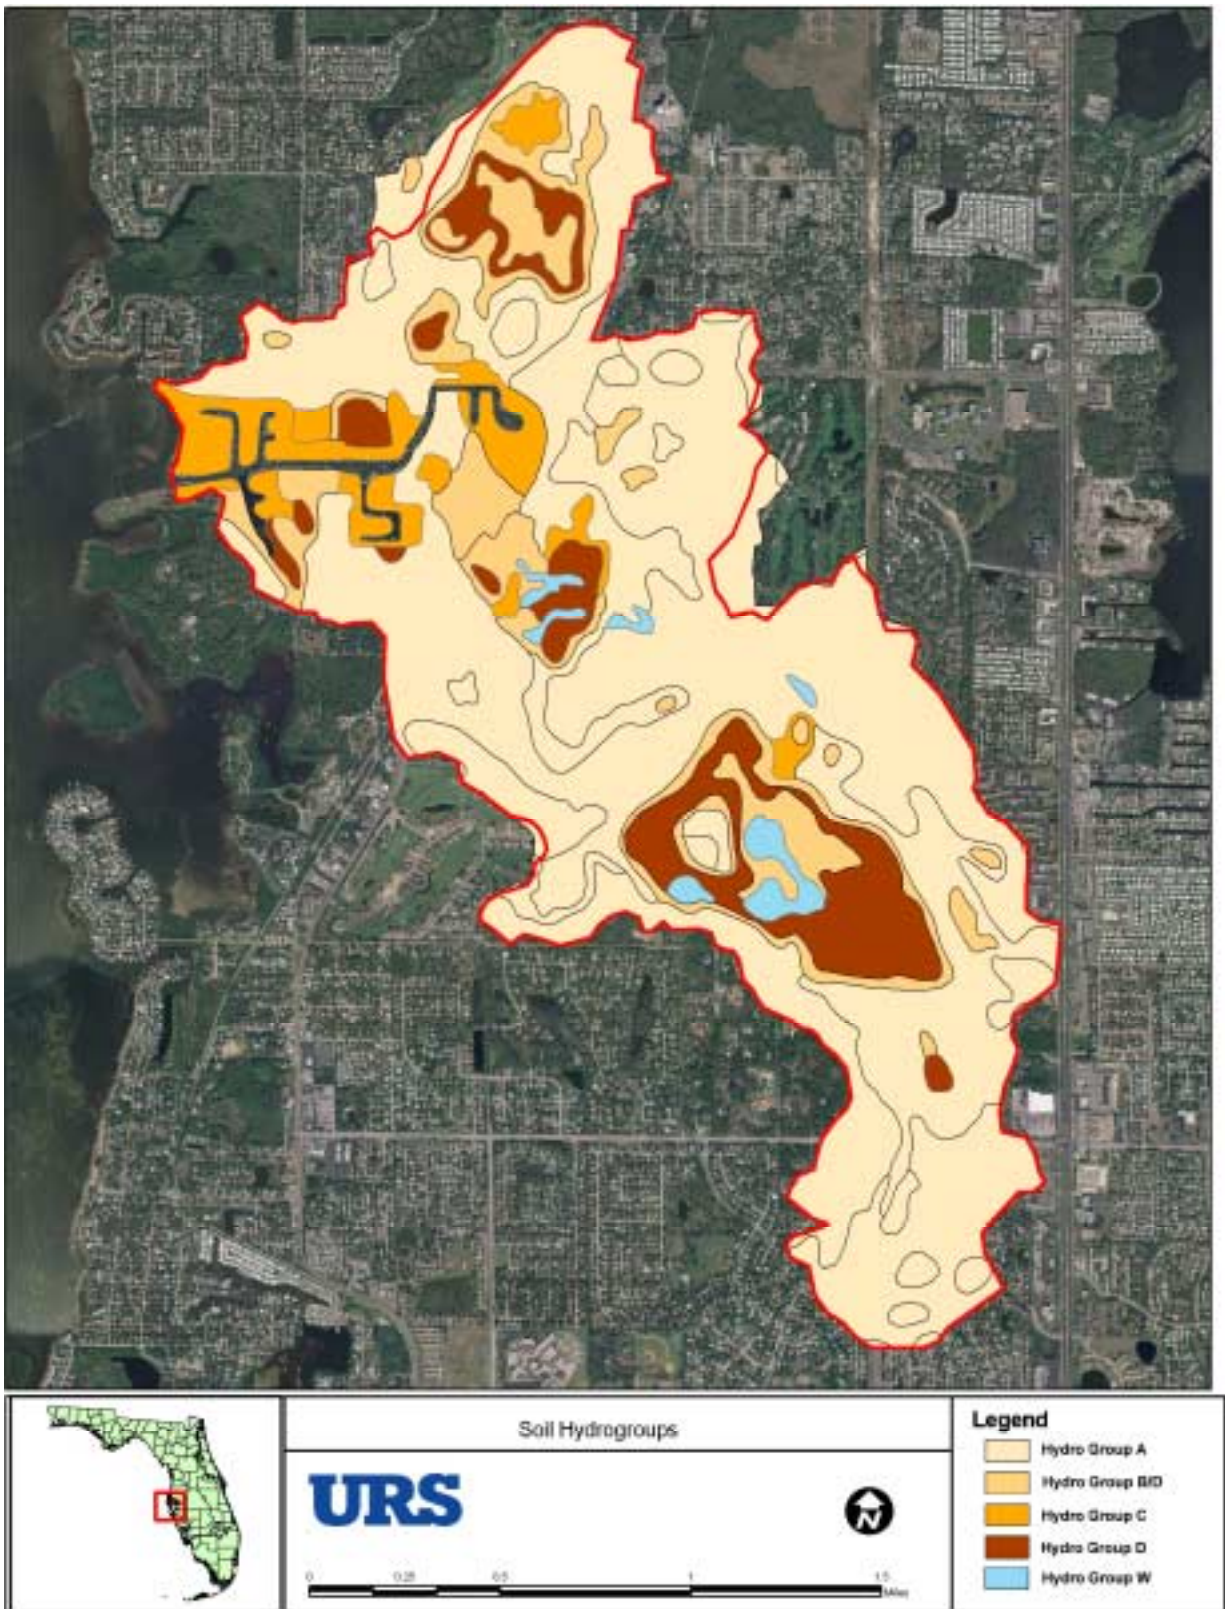 Soil Hydrogroups
URS
N
0 0.25 0.5 1 1.5
Miles
Legend
Hydro Group A
Hydro Group B/D
Hydro Group C
Hydro Group D
Hydro Group W